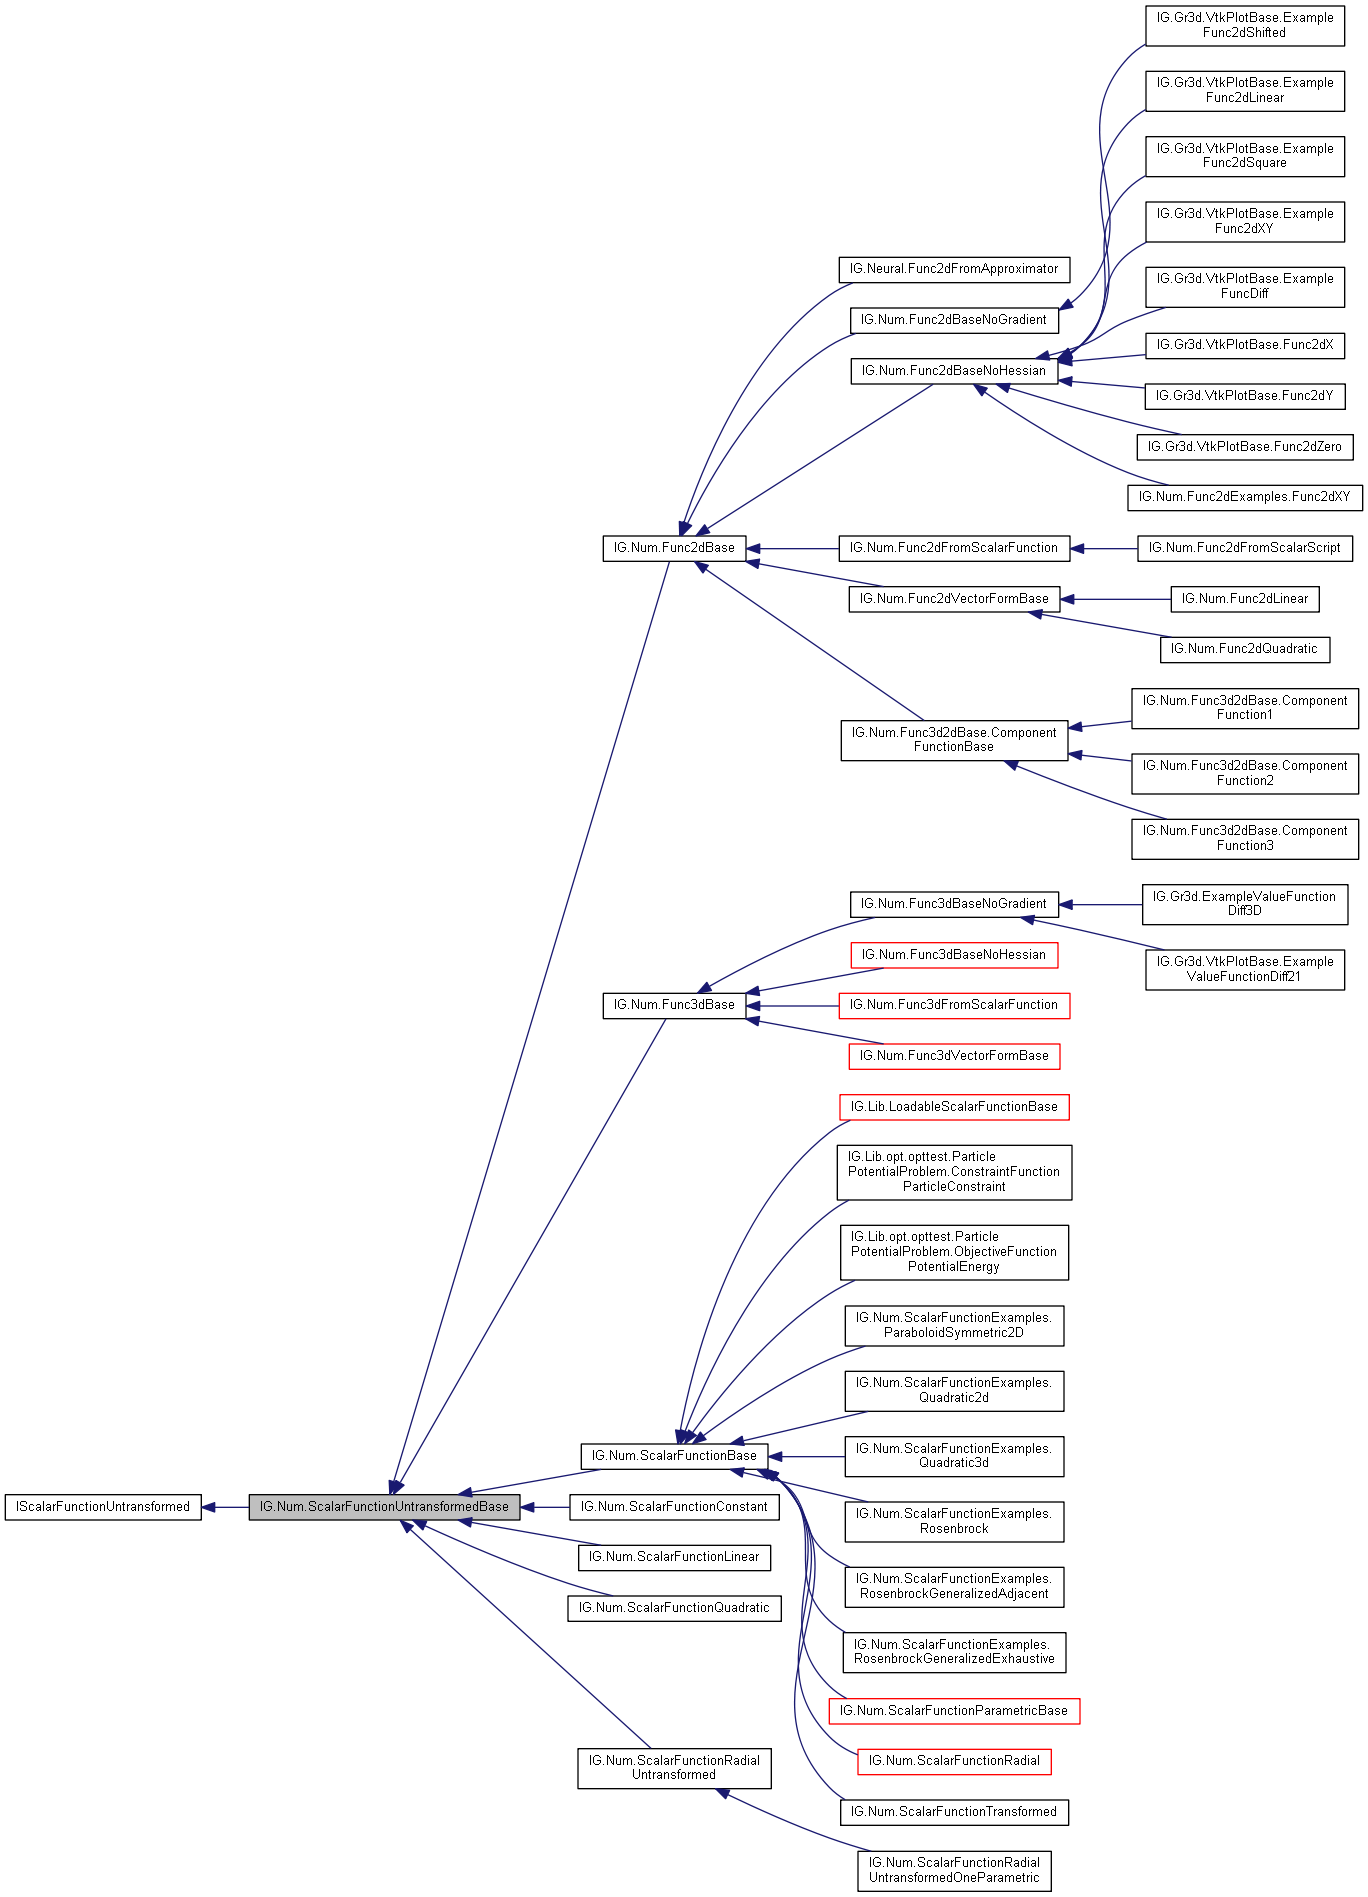 IG.Gr3d.VtkPlotBase.Example
Func2dShifted
IG.Gr3d.VtkPlotBase.Example
Func2dLinear
IG.Gr3d.VtkPlotBase.Example
Func2dSquare
IG.Gr3d.VtkPlotBase.Example
Func2dXY
IG.Neural.Func2dFromApproximator
IG.Gr3d.VtkPlotBase.Example
FuncDiff
IG.Num.Func2dBaseNoGradient
IG.Gr3d.VtkPlotBase.Func2dX
IG.Num.Func2dBaseNoHessian
IG.Gr3d.VtkPlotBase.Func2dY
IG.Gr3d.VtkPlotBase.Func2dZero
IG.Num.Func2dExamples.Func2dXY
IG.Num.Func2dBase
IG.Num.Func2dFromScalarFunction
IG.Num.Func2dFromScalarScript
IG.Num.Func2dVectorFormBase
IG.Num.Func2dLinear
IG.Num.Func2dQuadratic
IG.Num.Func3d2dBase.Component
Function1
IG.Num.Func3d2dBase.Component
FunctionBase
IG.Num.Func3d2dBase.Component
Function2
IG.Num.Func3d2dBase.Component
Function3
IG.Num.Func3dBaseNoGradient
IG.Gr3d.ExampleValueFunction
Diff3D
IG.Num.Func3dBaseNoHessian
IG.Gr3d.VtkPlotBase.Example
ValueFunctionDiff21
IG.Num.Func3dBase
IG.Num.Func3dFromScalarFunction
IG.Num.Func3dVectorFormBase
IG.Lib.LoadableScalarFunctionBase
IG.Lib.opt.opttest.Particle
PotentialProblem.ConstraintFunction
ParticleConstraint
IG.Lib.opt.opttest.Particle
PotentialProblem.ObjectiveFunction
PotentialEnergy
IG.Num.ScalarFunctionExamples.
ParaboloidSymmetric2D
IG.Num.ScalarFunctionExamples.
Quadratic2d
IG.Num.ScalarFunctionBase
IG.Num.ScalarFunctionExamples.
Quadratic3d
IScalarFunctionUntransformed
IG.Num.ScalarFunctionUntransformedBase
IG.Num.ScalarFunctionConstant
IG.Num.ScalarFunctionExamples.
Rosenbrock
IG.Num.ScalarFunctionLinear
IG.Num.ScalarFunctionExamples.
RosenbrockGeneralizedAdjacent
IG.Num.ScalarFunctionQuadratic
IG.Num.ScalarFunctionExamples.
RosenbrockGeneralizedExhaustive
IG.Num.ScalarFunctionParametricBase
IG.Num.ScalarFunctionRadial
Untransformed
IG.Num.ScalarFunctionRadial
IG.Num.ScalarFunctionTransformed
IG.Num.ScalarFunctionRadial
UntransformedOneParametric